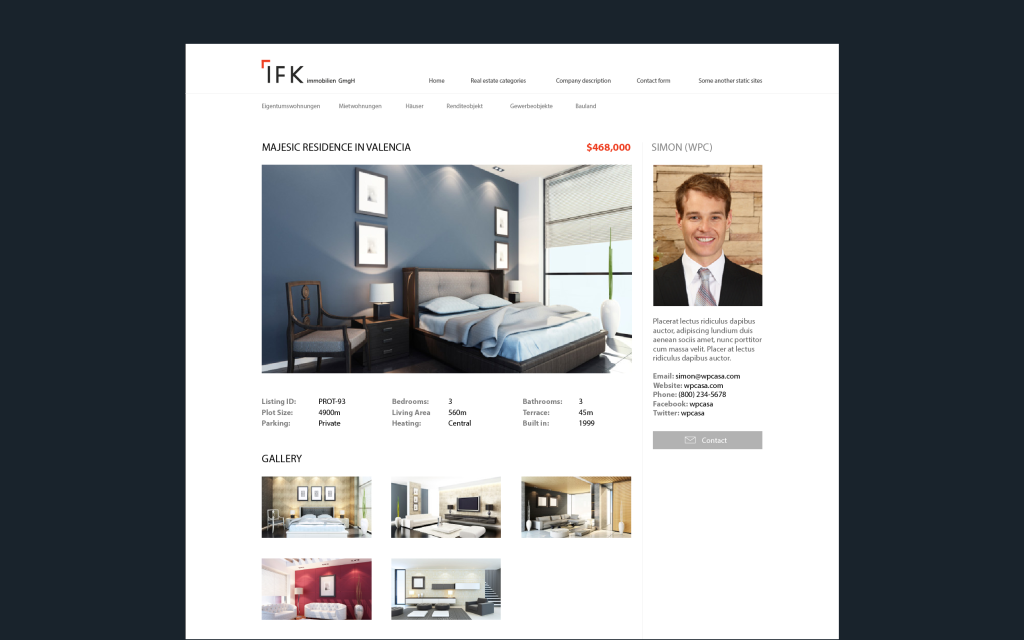 IFK immobilien GmgH
Home Real estate categories Company description Contact form Some another static sites
Eigentumswohnungen Mietwohnungen Häuser Renditeobjekt Gewerbeobjekte Bauland
MAJESIC RESIDENCE IN VALENCIA $468,000
SIMON (WPC)
Placerat lectus ridiculus dapibus
auctor, adipiscing lundium duis
aenean sociis amet, nunc porttitor
cum massa velit. Placer at lectus
ridiculus dapibus auctor.
Email: simon@wpcasa.com
Website: wpcasa.com
Phone: (800) 234-5678
Facebook: wpcasa
Twitter: wpcasa
Contact
Listing ID: PROT-93 Bedrooms: 3 Bathrooms: 3
Plot Size: 4900m Living Area 560m Terrace: 45m
Parking: Private Heating: Central Built in: 1999
GALLERY